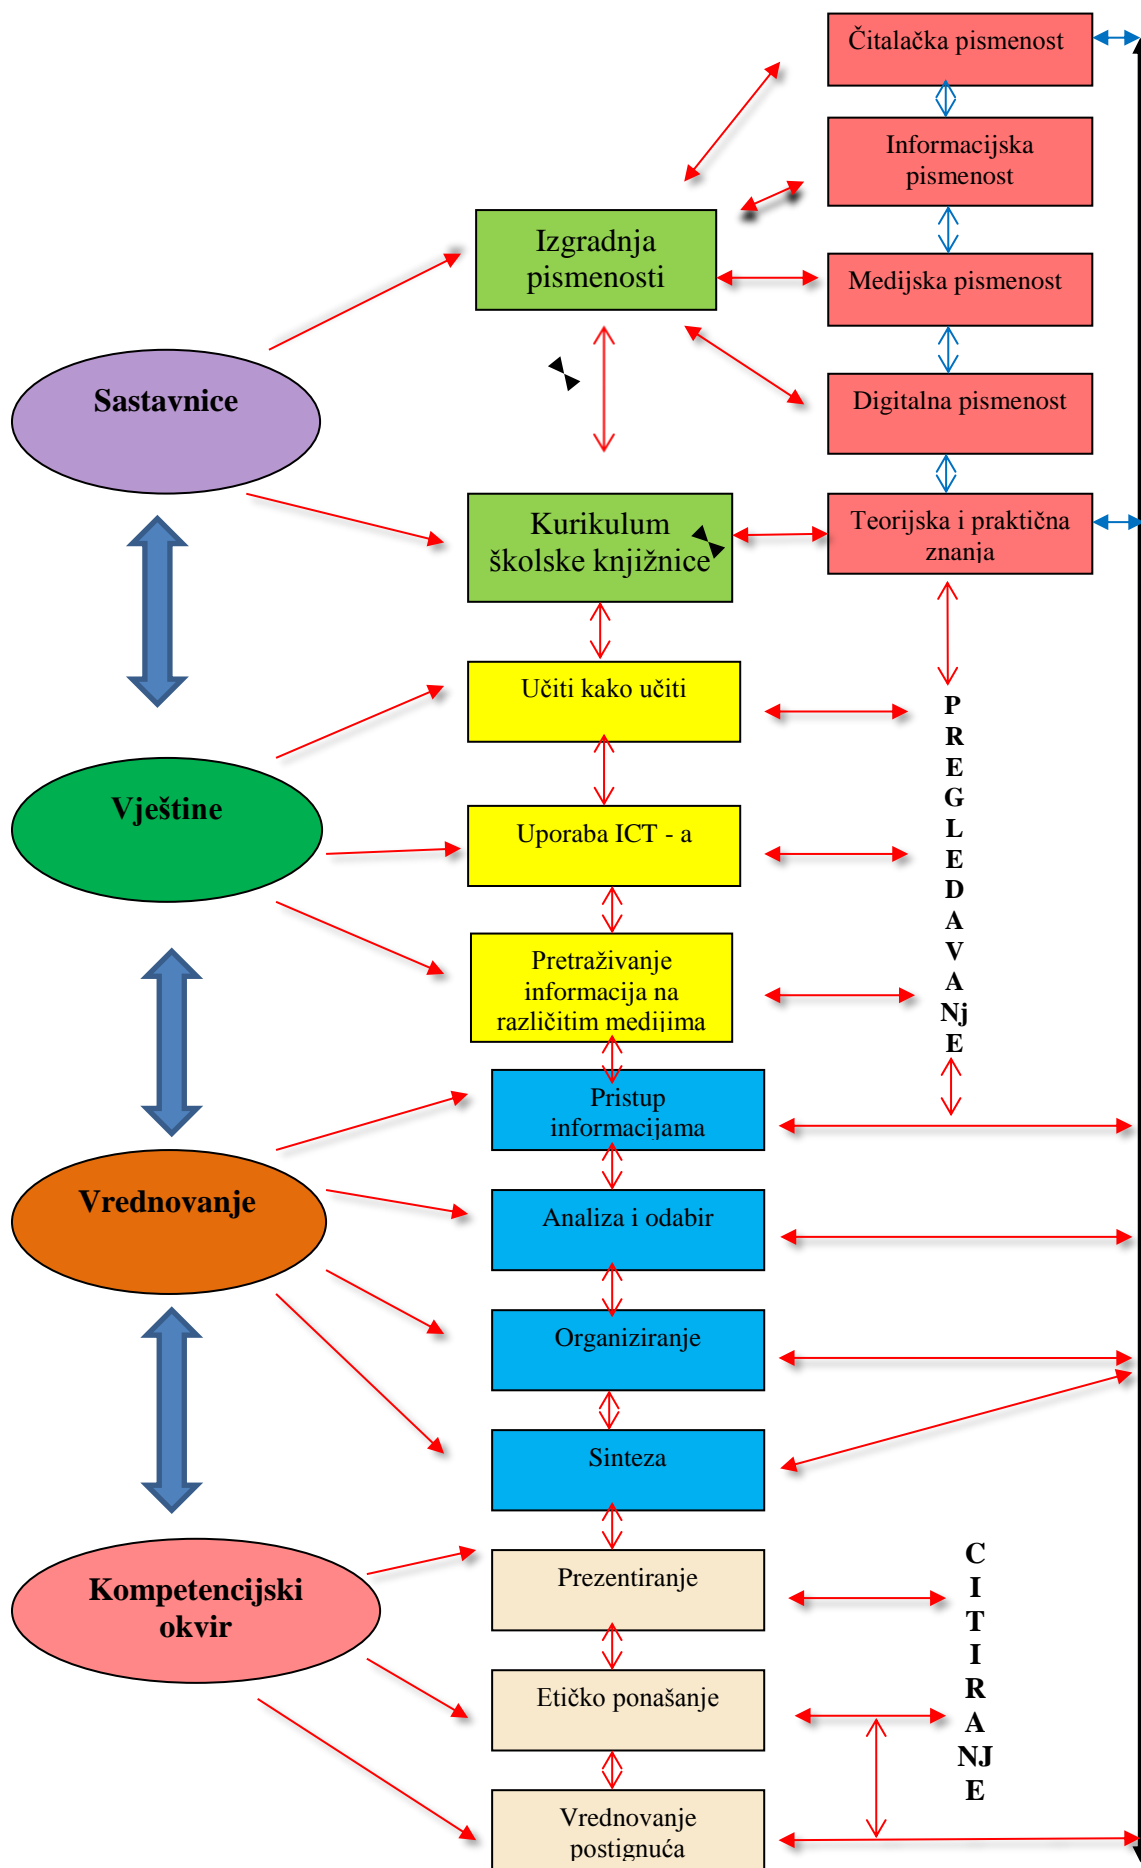 Čitalačka pismenost
Informacijska
pismenost
Izgradnja
pismenosti
Medijska pismenost
Sastavnice
Digitalna pismenost
Kurikulum
školske knjižnice
Teorijska i praktična
znanja
Učiti kako učiti
P
R
E
G
L
E
D
A
V
A
Nj
E
Vještine
Uporaba ICT - a
Pretraživanje
informacija na
različitim medijima
Pristup
informacijama
Vrednovanje
Analiza i odabir
Organiziranje
Sinteza
Kompetencijski
okvir
Prezentiranje
C
I
T
I
R
A
NJ
E
Etičko ponašanje
Vrednovanje
postignuća